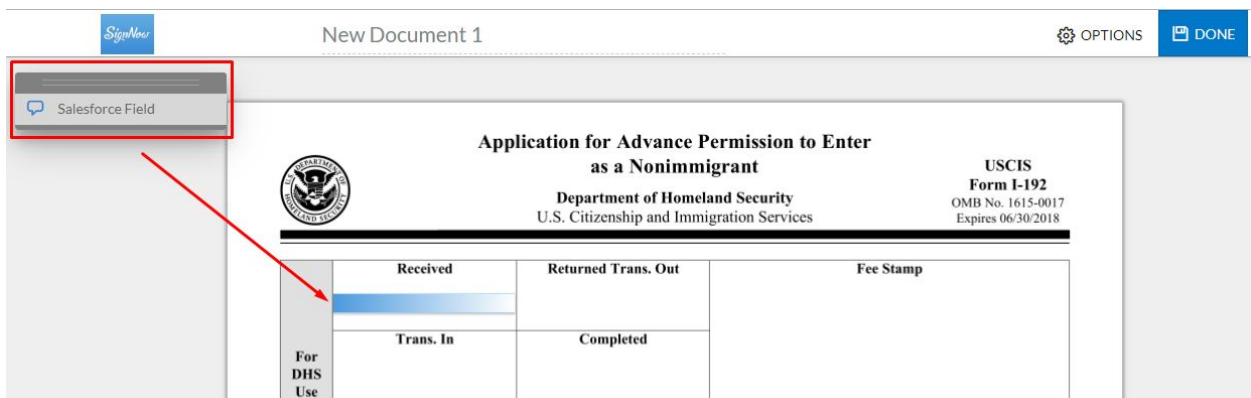 SignNow
New Document 1
OPTIONS
DONE
Salesforce Field
Application for Advance Permission to Enter
as a Nonimmigrant
Department of Homeland Security
U.S. Citizenship and Immigration Services
USCIS
Form I-192
OMB No. 1615-0017
Expires 06/30/2018
Received
Returned Trans. Out
Fee Stamp
Trans. In
Completed
For
DHS
Use